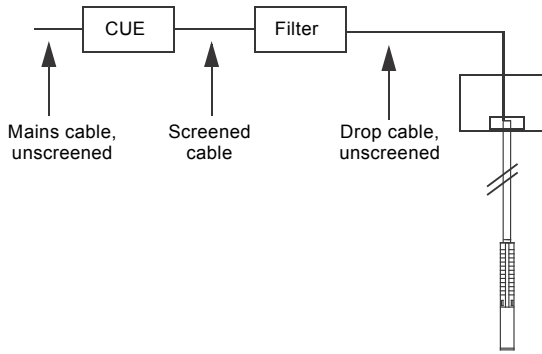 CUE
Filter
Mains cable,
unscreened
Screened
cable
Drop cable,
unscreened